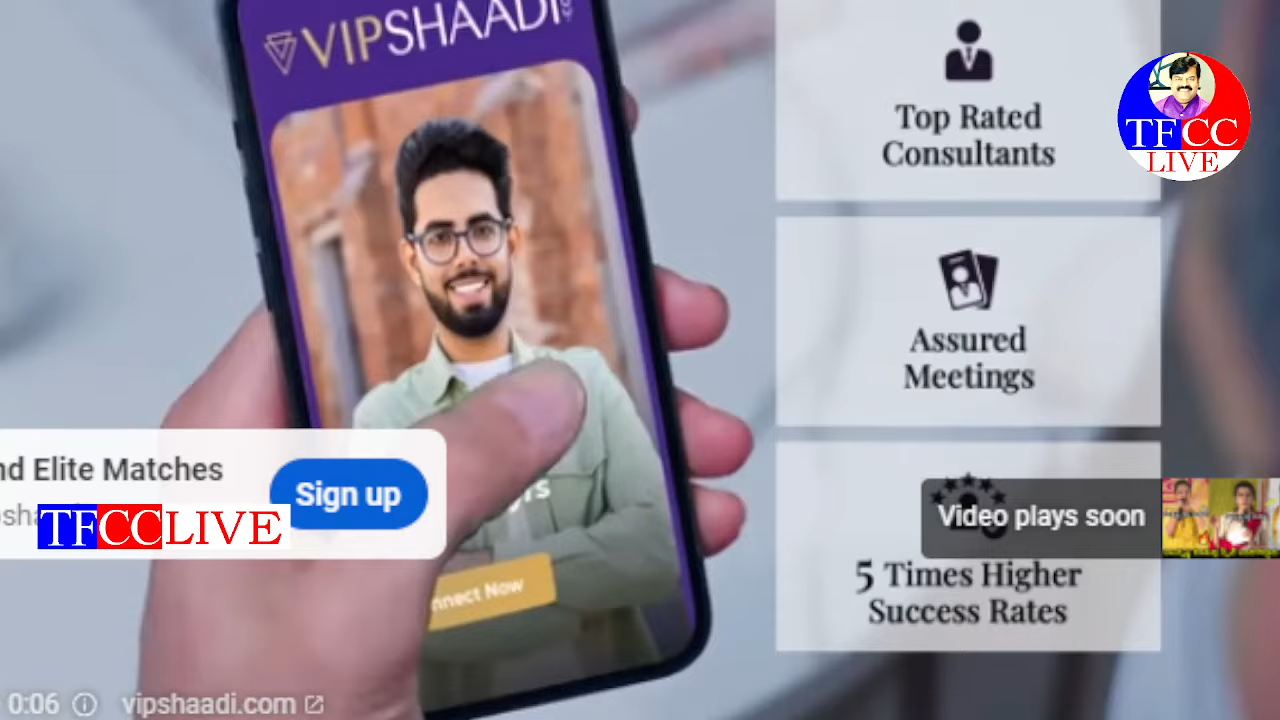 VIPSHAADI
Top Rated
Consultants
TFCC
LIVE
Assured
Meetings
nd Elite Matches
Sign up
TFCCLIVE
Video plays soon
5 Times Higher
Success Rates
nnect Now
0:06
vipshaadi.com